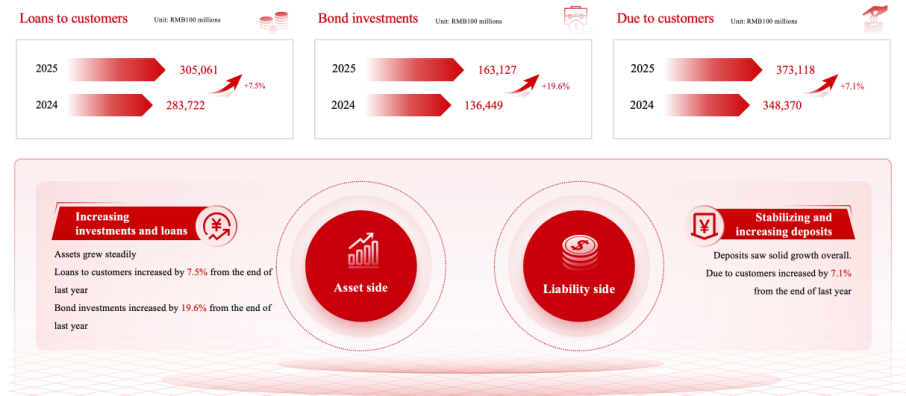 Loans to customers Unit: RMB100 millions
2025 305,061
+7.5%
2024 283,722
Bond investments Unit: RMB100 millions
2025 163,127
+19.6%
2024 136,449
Due to customers Unit: RMB100 millions
2025 373,118
+7.1%
2024 348,370
Increasing
investments and loans
¥
Assets grew steadily
Loans to customers increased by 7.5% from the end of
last year
Bond investments increased by 19.6% from the end of
last year
Asset side
$
Liability side
¥
Stabilizing and
increasing deposits
Deposits saw solid growth overall.
Due to customers increased by 7.1%
from the end of last year